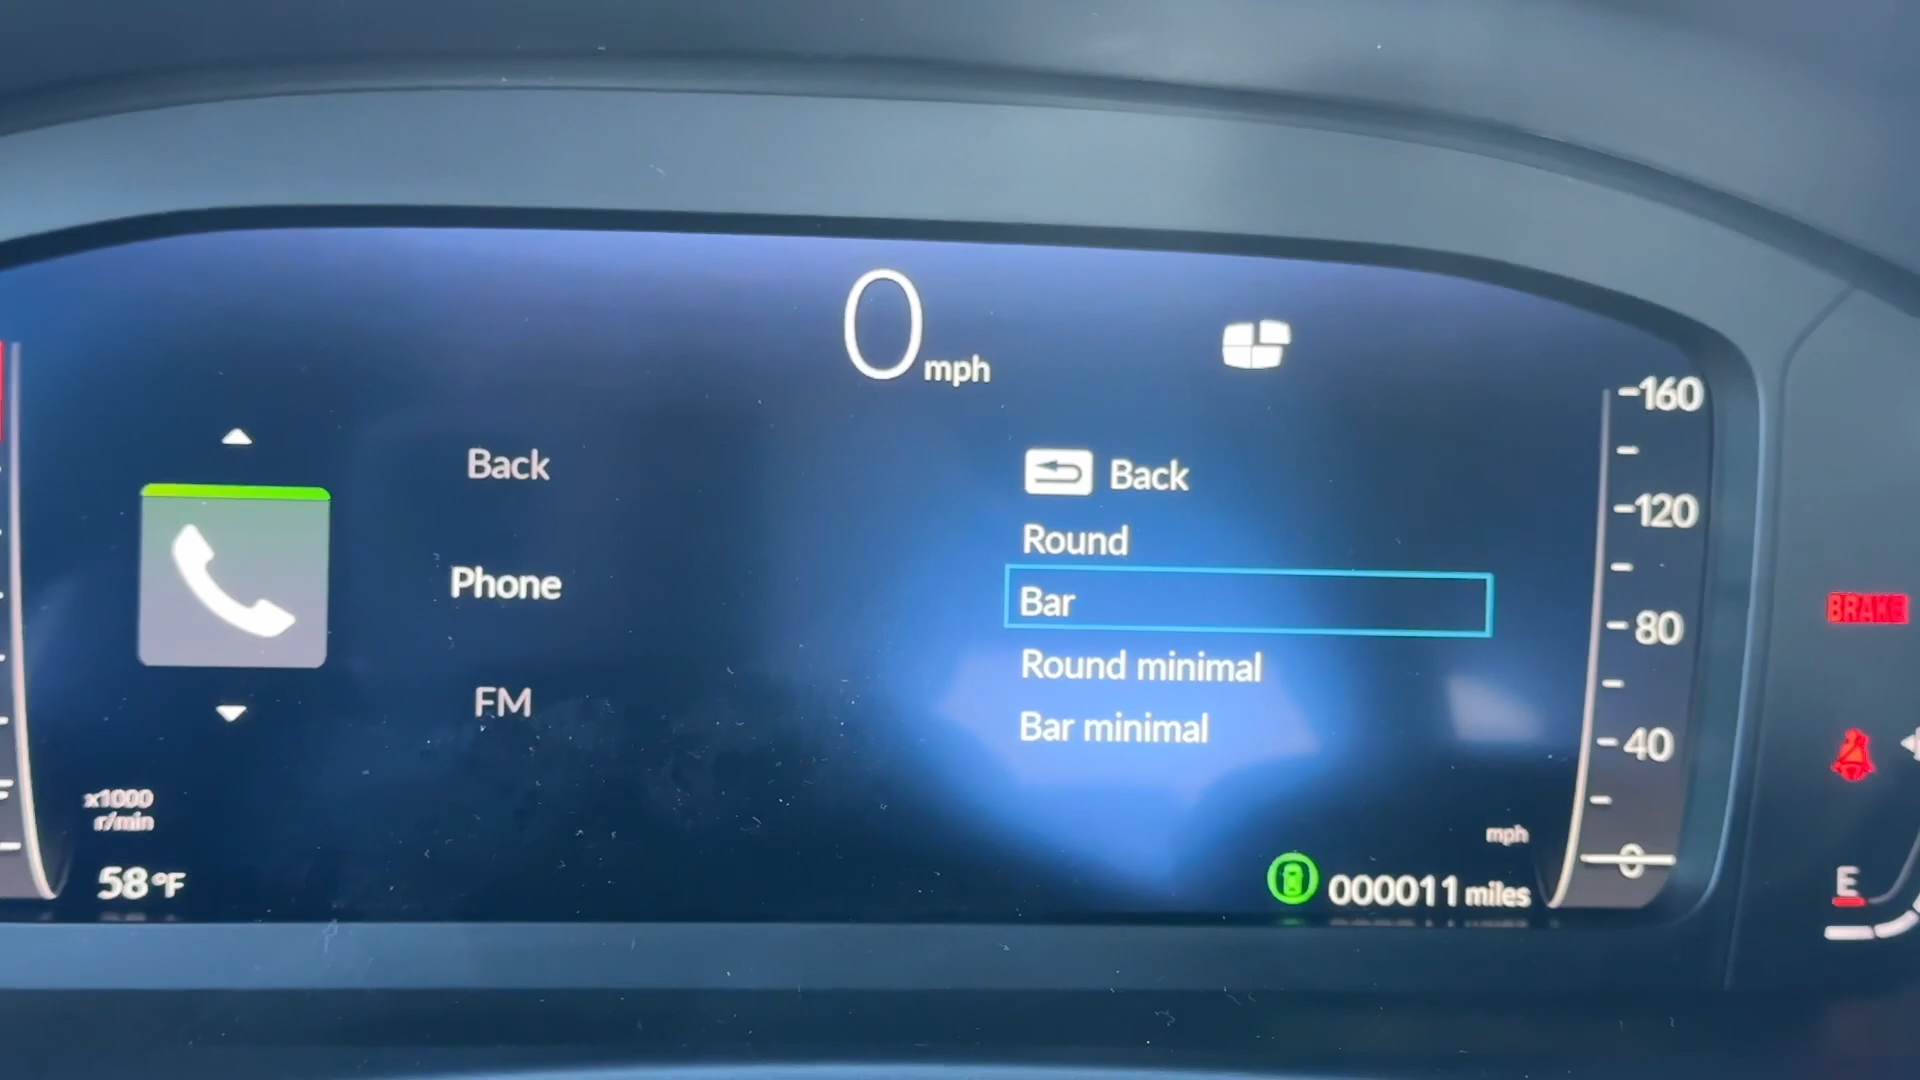 0 mph
Back
Phone
FM
x1000
r/min
58°F
Back
Round
Bar
Round minimal
Bar minimal
160
120
80
40
0
mph
000011 miles
BRAKE
E